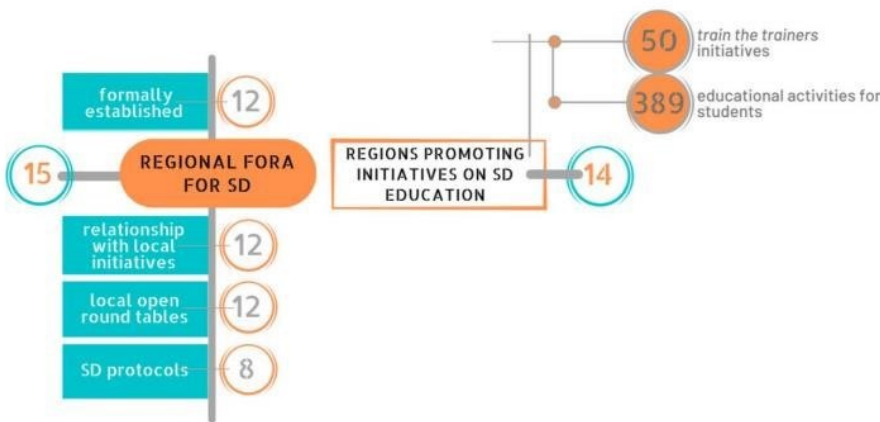 50
train the trainers
initiatives
389
educational activities for
students
formally
established
12
15
REGIONAL FORA
FOR SD
REGIONS PROMOTING
INITIATIVES ON SD
EDUCATION
14
relationship
with local
initiatives
12
local open
round tables
12
SD protocols
8